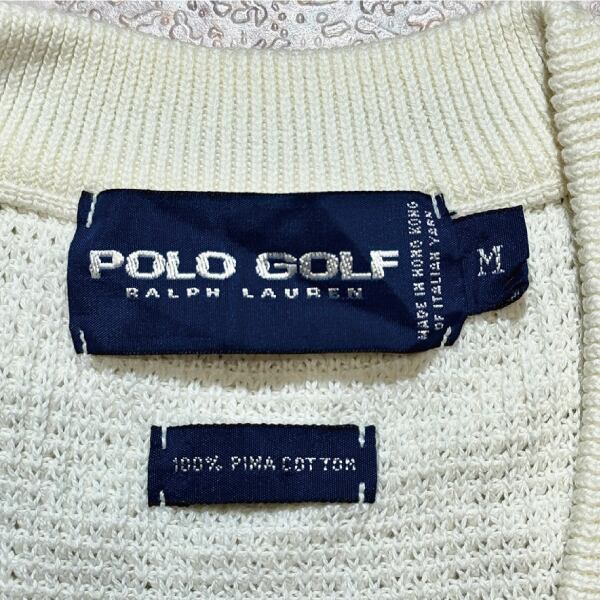 POLO GOLF
RALPH LAUREN
MADE IN HONG KONG
OF ITALIAN YARN
M
100% PIMA COTTON